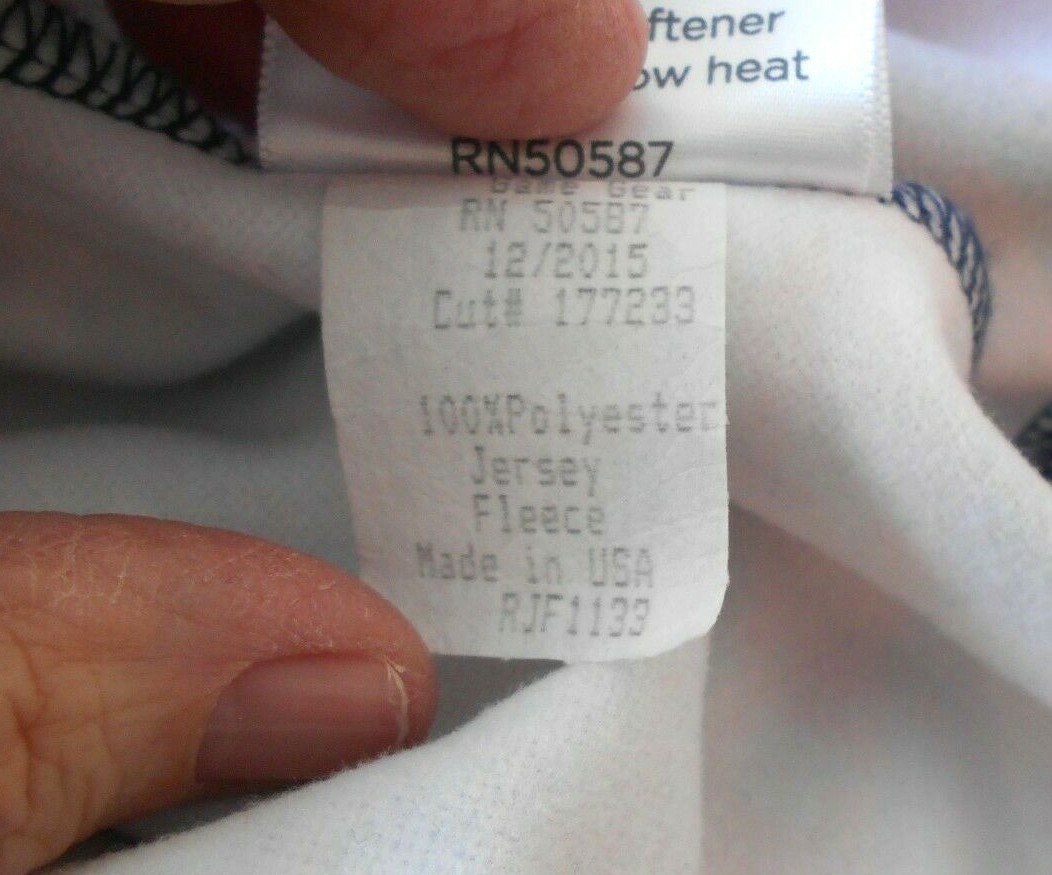 ftener
ow heat
RN50587
Game Gear
RN 50587
12/2015
Cut# 177233
100%Polyester
Jersey
Fleece
Made in USA
RJF1133